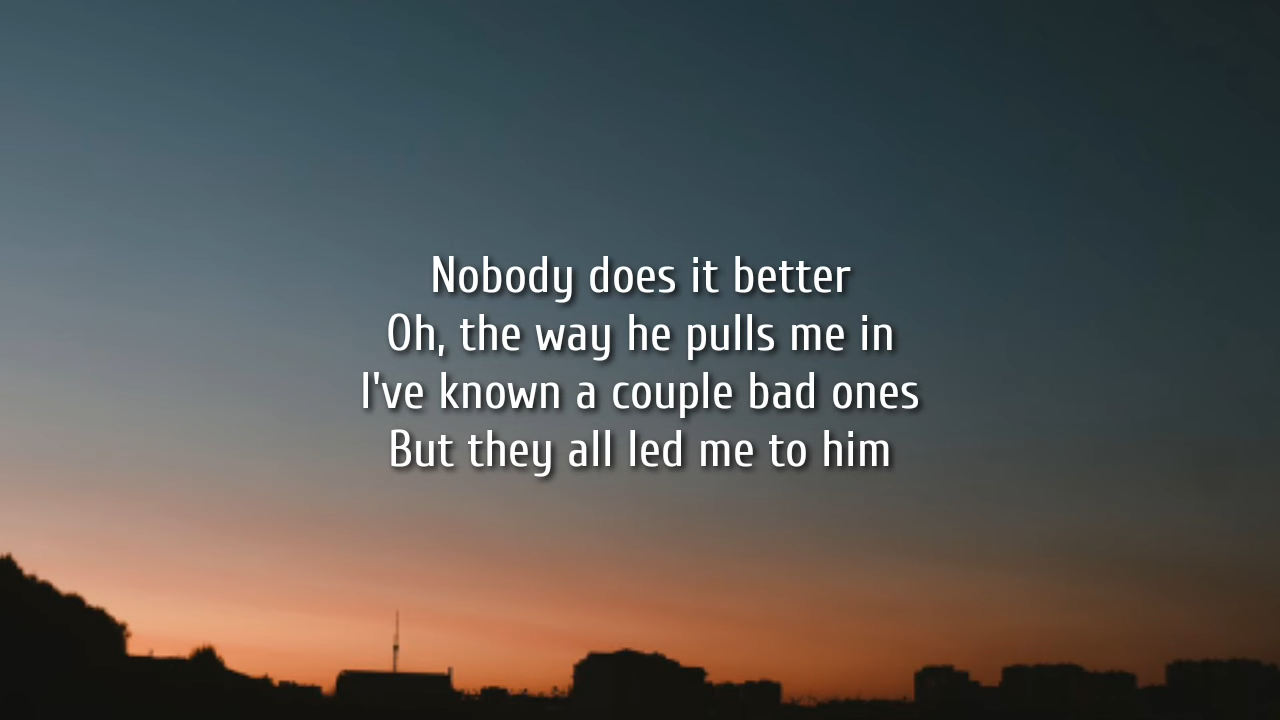 Nobody does it better
Oh, the way he pulls me in
I've known a couple bad ones
But they all led me to him